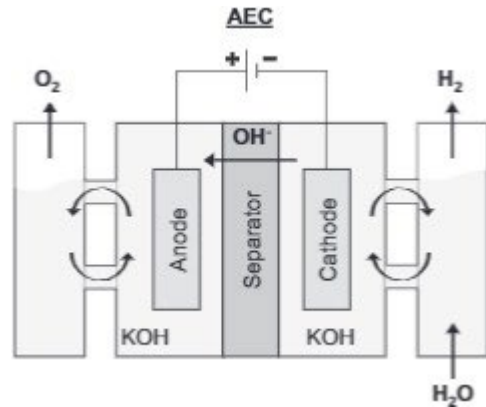 AEC
+ −
O₂
H₂
OH⁻
Anode
Separator
Cathode
KOH
KOH
H₂O